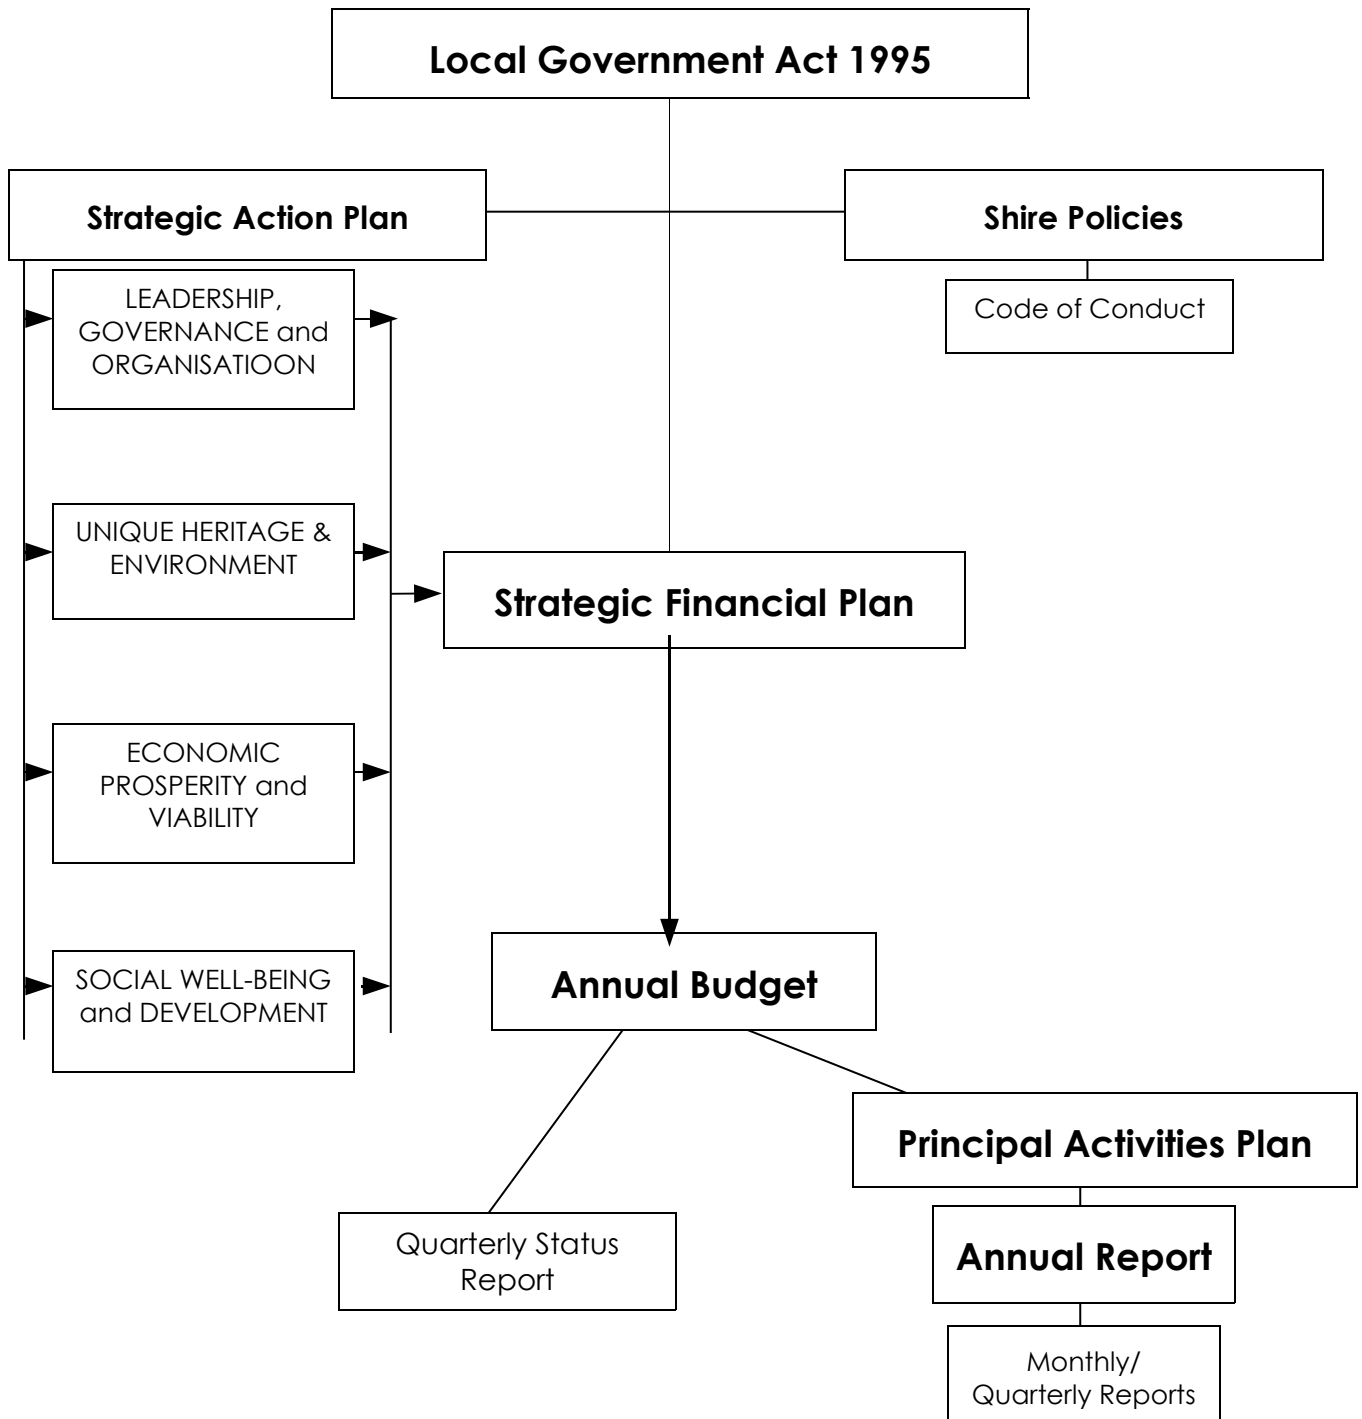 Local Government Act 1995
Strategic Action Plan
Shire Policies
LEADERSHIP,
GOVERNANCE and
ORGANISATIOON
Code of Conduct
UNIQUE HERITAGE &
ENVIRONMENT
Strategic Financial Plan
ECONOMIC
PROSPERITY and
VIABILITY
SOCIAL WELL-BEING
and DEVELOPMENT
Annual Budget
Principal Activities Plan
Quarterly Status
Report
Annual Report
Monthly/
Quarterly Reports